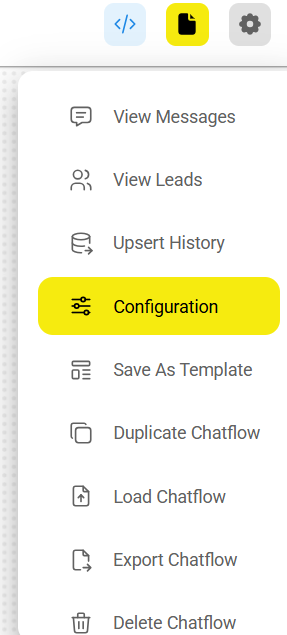 View Messages
View Leads
Upsert History
Configuration
Save As Template
Duplicate Chatflow
Load Chatflow
Export Chatflow
Delete Chatflow